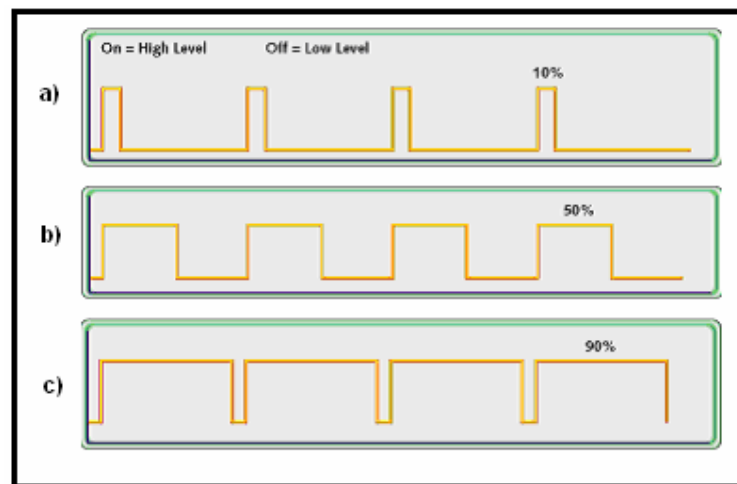 On = High Level Off = Low Level
10%
a)
50%
b)
90%
c)